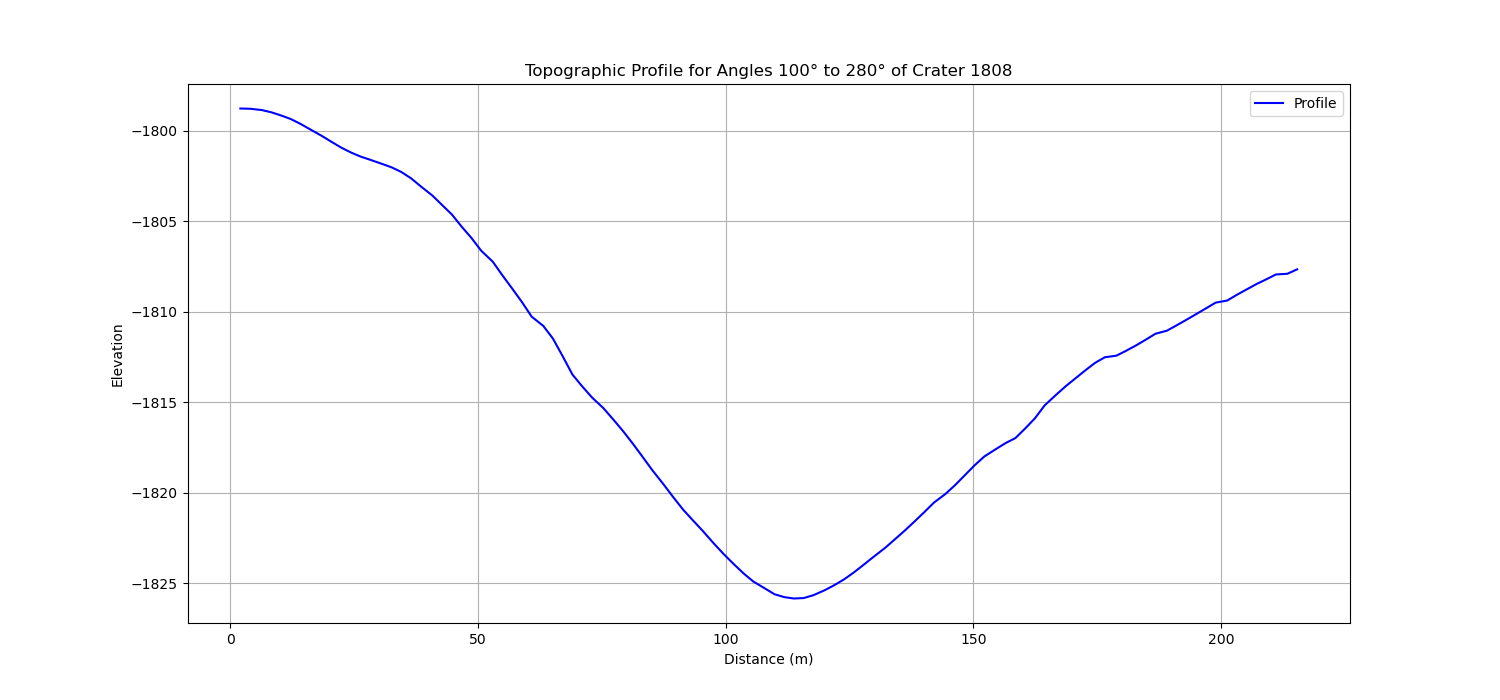 Topographic Profile for Angles 100° to 280° of Crater 1808
Profile
Elevation
−1800
−1805
−1810
−1815
−1820
−1825
0
50
100
150
200
Distance (m)